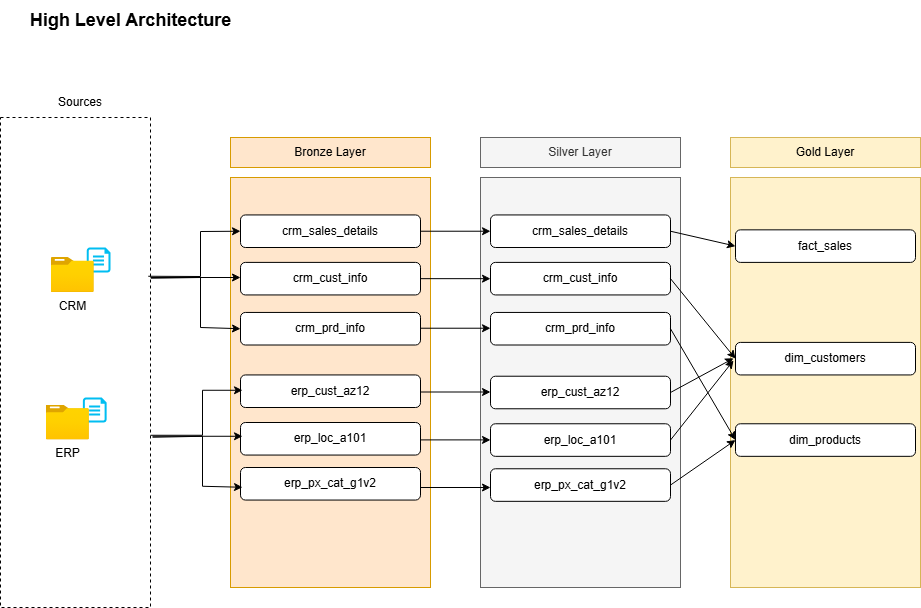 High Level Architecture
Sources
Bronze Layer
Silver Layer
Gold Layer
crm_sales_details
crm_sales_details
fact_sales
CRM
crm_cust_info
crm_cust_info
crm_prd_info
crm_prd_info
dim_customers
ERP
erp_cust_az12
erp_cust_az12
erp_loc_a101
erp_loc_a101
dim_products
erp_px_cat_g1v2
erp_px_cat_g1v2